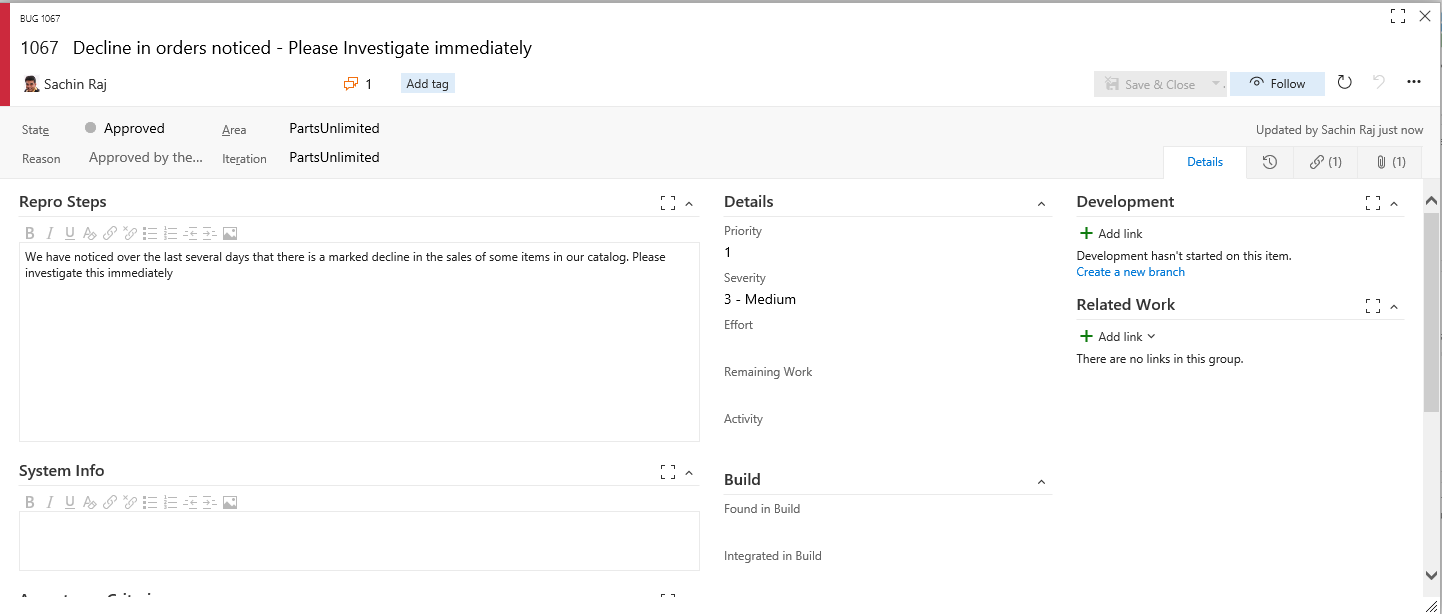 BUG 1067
1067 Decline in orders noticed - Please Investigate immediately
Sachin Raj 1 Add tag Save & Close Follow
State Approved Area PartsUnlimited
Updated by Sachin Raj just now
Reason Approved by the... Iteration PartsUnlimited
Details (1) (1)
Repro Steps
B I U
We have noticed over the last several days that there is a marked decline in the sales of some items in our catalog. Please
investigate this immediately
System Info
B I U
Details
Priority
1
Severity
3 - Medium
Effort
Remaining Work
Activity
Build
Found in Build
Integrated in Build
Development
Add link
Development hasn't started on this item.
Create a new branch
Related Work
Add link
There are no links in this group.